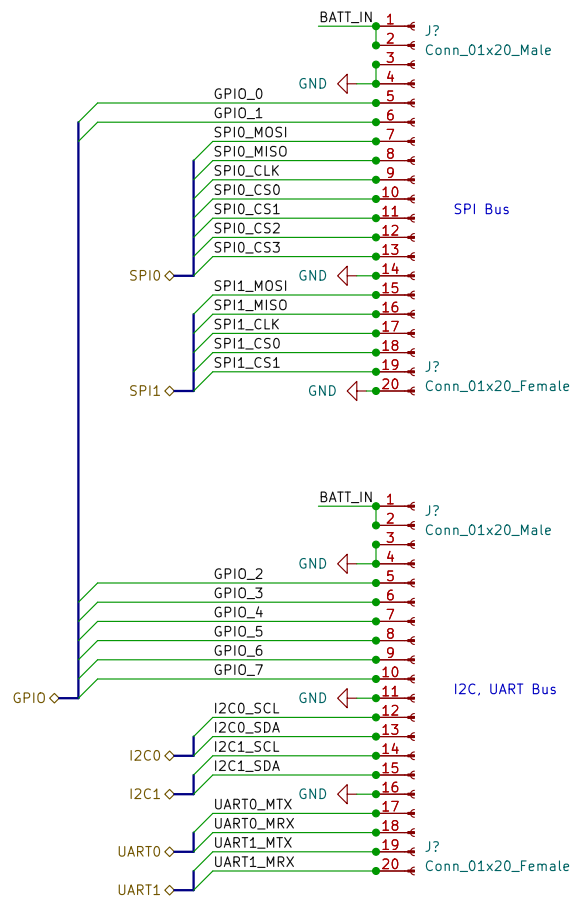 BATT_IN 1
J?
2
Conn_01x20_Male
3
GND 4
GPIO_0 5
GPIO_1 6
SPI0_MOSI 7
SPI0_MISO 8
SPI0_CLK 9
SPI0_CS0 10
SPI0_CS1 11
SPI Bus
SPI0_CS2 12
SPI0_CS3 13
SPI0 GND 14
SPI1_MOSI 15
SPI1_MISO 16
SPI1_CLK 17
SPI1_CS0 18
SPI1_CS1 19
J?
Conn_01x20_Female
SPI1 GND 20
BATT_IN 1
J?
2
Conn_01x20_Male
3
GND 4
GPIO_2 5
GPIO_3 6
GPIO_4 7
GPIO_5 8
GPIO_6 9
GPIO_7 10
I2C, UART Bus
GPIO GND 11
I2C0_SCL 12
I2C0_SDA 13
I2C0 I2C1_SCL 14
I2C1_SDA 15
I2C1 GND 16
UART0_MTX 17
UART0_MRX 18
UART0 UART1_MTX 19
J?
UART1_MRX 20
Conn_01x20_Female
UART1